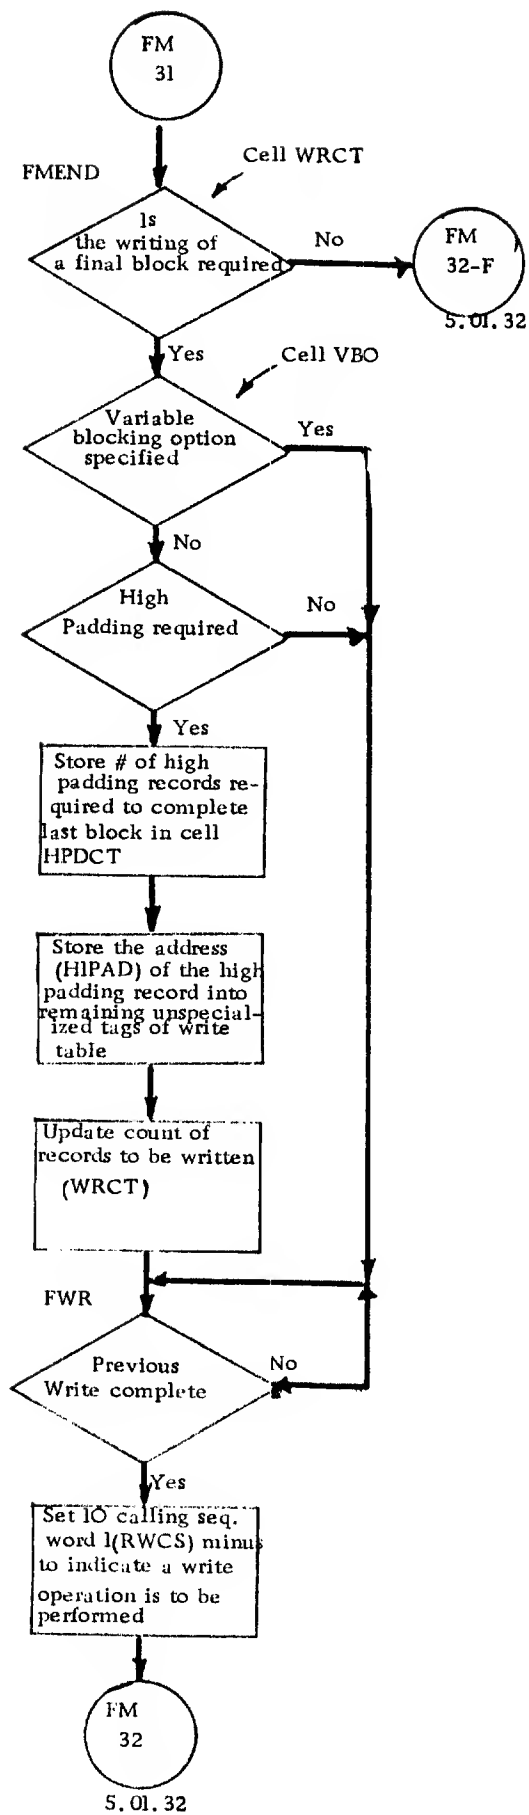 FM
31
Cell WRCT
FMEND
Is
the writing of
a final block required
No
FM
32-F
5.01.32
Yes
Cell VBO
Variable
blocking option
specified
Yes
No
High
Padding required
No
Yes
Store # of high
padding records re-
quired to complete
last block in cell
HPDCT
Store the address
(HIPAD) of the high
padding record into
remaining unspecial-
ized tags of write
table
Update count of
records to be written
(WRCT)
FWR
Previous
Write complete
No
Yes
Set IO calling seq.
word 1(RWCS) minus
to indicate a write
operation is to be
performed
FM
32
5.01.32